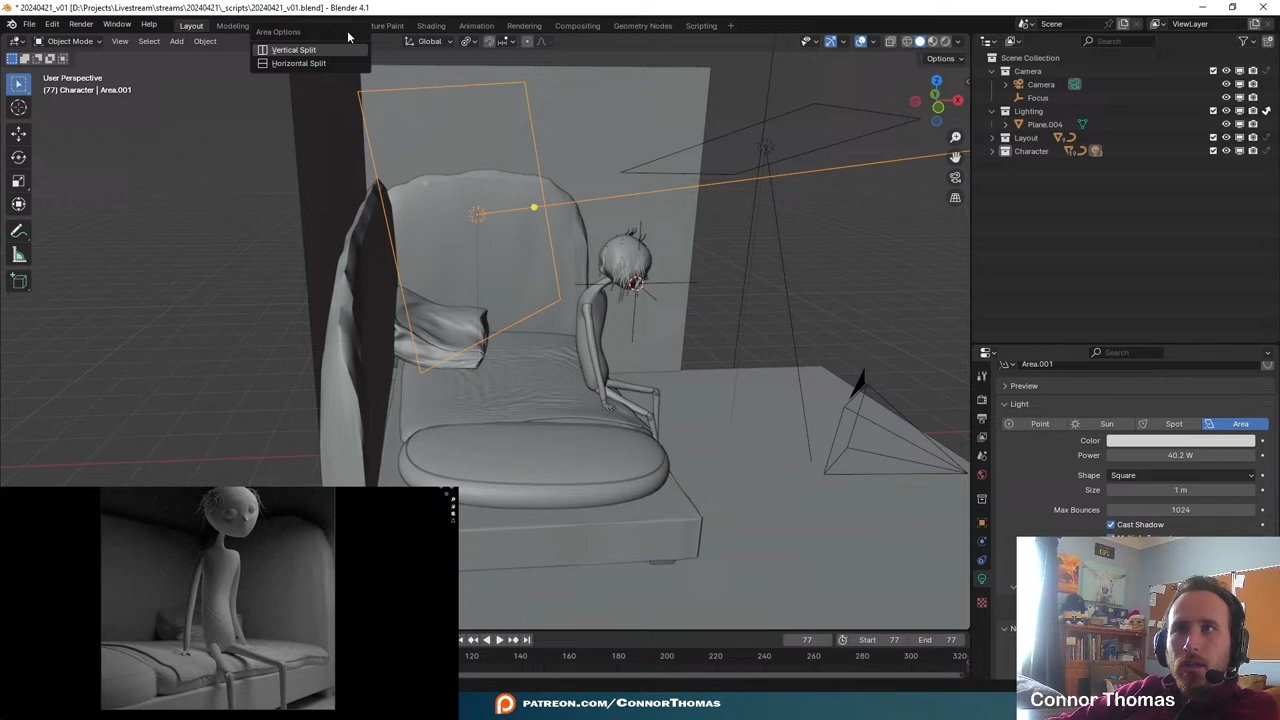 * 20240421_v01 [D:\Projects\Livestream\streams\20240421\_scripts\20240421_v01.blend] - Blender 4.1
File Edit Render Window Help Layout Modeling Texture Paint Shading Animation Rendering Compositing Geometry Nodes Scripting + Scene ViewLayer
Area Options
Vertical Split
Horizontal Split
Object Mode View Select Add Object Global Search
Options
User Perspective
(77) Character | Area.001
Scene Collection
Camera
Camera
Focus
Lighting
Plane.004
Layout
Character
Search
Area.001
Preview
Light
Point Sun Spot Area
Color
Power 40.2 W
Shape Square
Size 1 m
Max Bounces 1024
Cast Shadow
77 Start 77 End 77
120 140 160 180 200 220 240 260 280 300 320
PATREON.COM/CONNORTHOMAS
Connor Thomas